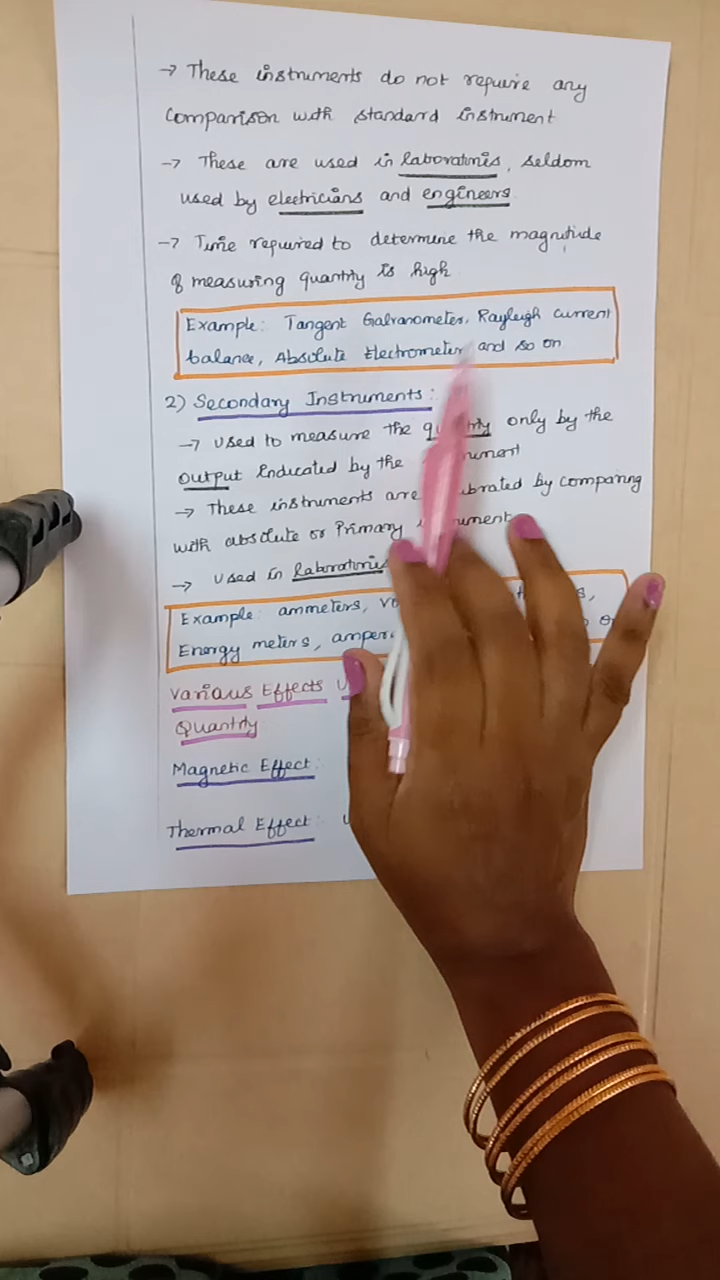 → These instruments do not require any
comparison with standard instrument
→ These are used in laboratories, seldom
used by electricians and engineers.
→ Time required to determine the magnitude
of measuring quantity is high
Example: Tangent Galvanometer, Rayleigh current
balance, Absolute Electrometer and so on
2) Secondary Instruments:
→ Used to measure the quantity only by the
output indicated by the
→ These instruments are by comparing
with absolute or Primary
→ Used in laboratories
Example: ammeters,
Energy meters,
Various Effects
Quantity
Magnetic Effect:
Thermal Effect: